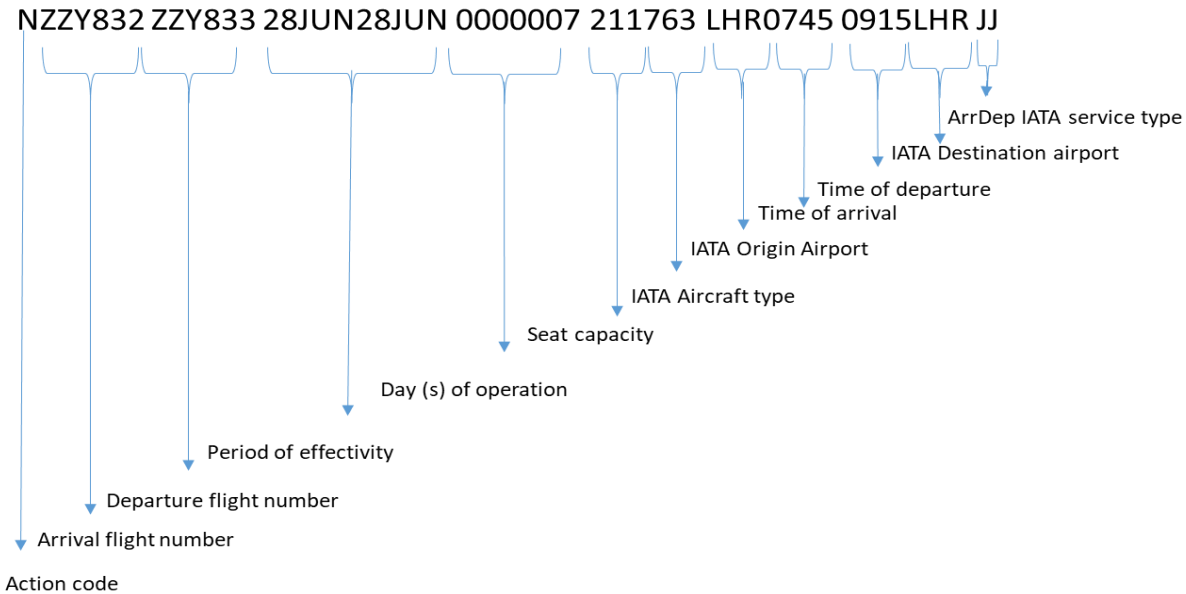 NZZY832 ZZY833 28JUN28JUN 0000007 211763 LHR0745 0915LHR JJ
ArrDep IATA service type
IATA Destination airport
Time of departure
Time of arrival
IATA Origin Airport
IATA Aircraft type
Seat capacity
Day (s) of operation
Period of effectivity
Departure flight number
Arrival flight number
Action code